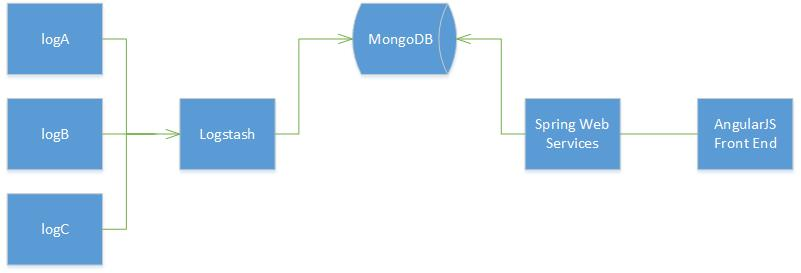 logA
MongoDB
logB
Logstash
Spring Web
Services
AngularJS
Front End
logC